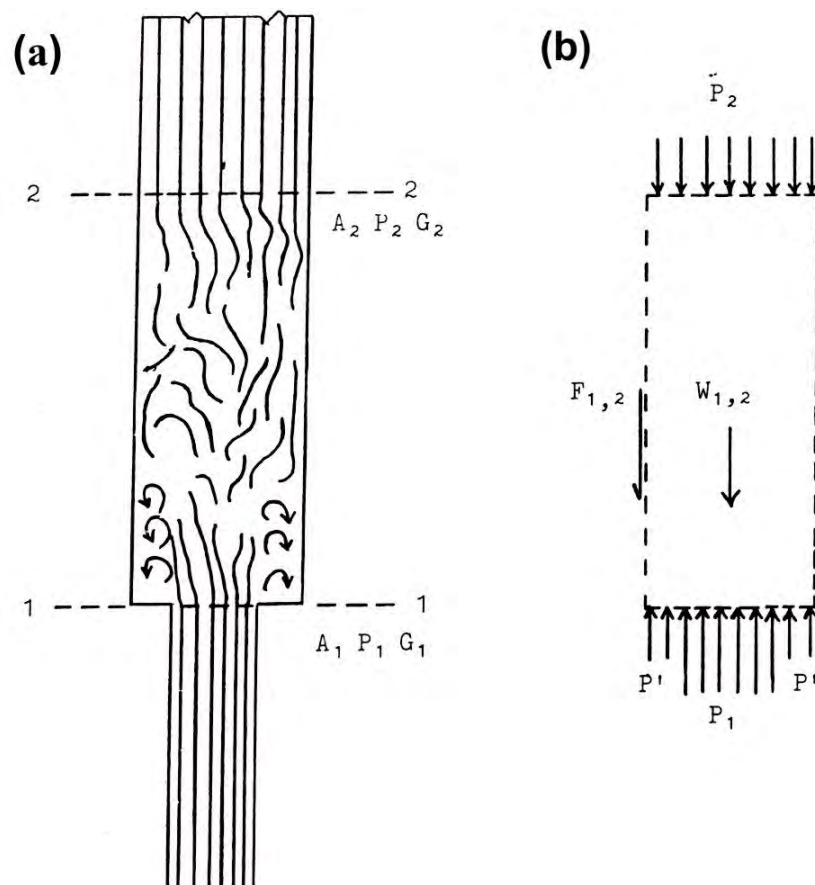 (a)
2 2
A₂ P₂ G₂
1 1
A₁ P₁ G₁
(b)
P₂
F₁,₂ W₁,₂
P' P'
P₁